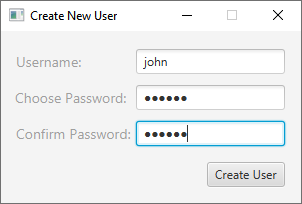 Create New User
Username: john
Choose Password: ●●●●●●
Confirm Password: ●●●●●●
Create User